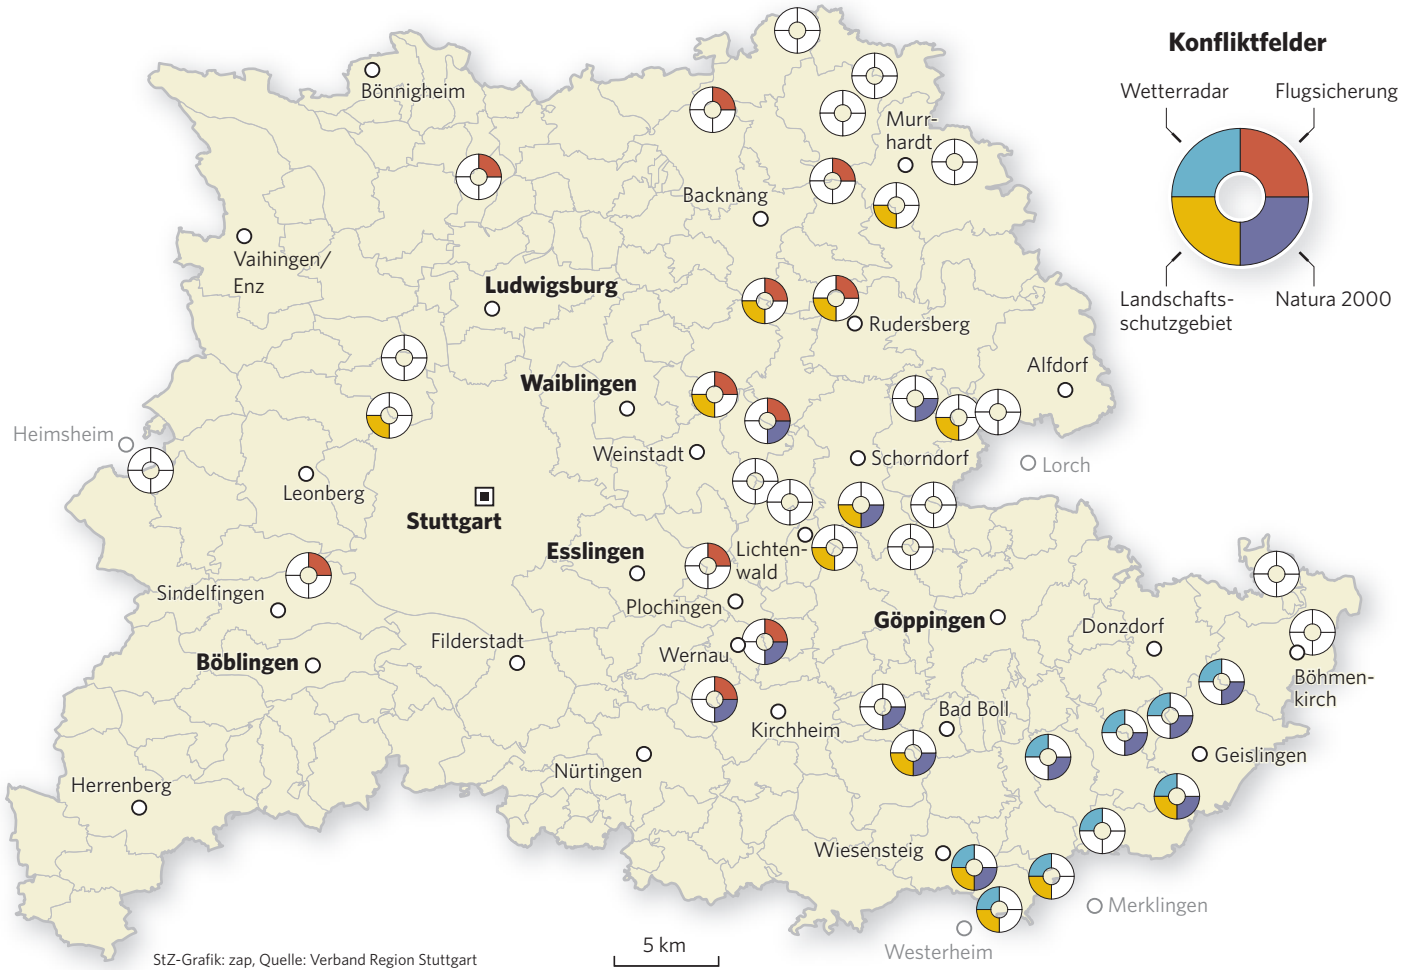 Konfliktfelder
Wetterradar
Flugsicherung
Landschafts-
schutzgebiet
Natura 2000
Bönnigheim
Murr-
hardt
Backnang
Vaihingen/
Enz
Ludwigsburg
Rudersberg
Alfdorf
Waiblingen
Heimsheim
Weinstadt
Schorndorf
Lorch
Leonberg
Stuttgart
Esslingen
Lichten-
wald
Sindelfingen
Plochingen
Göppingen
Donzdorf
Filderstadt
Wernau
Böblingen
Böhmen-
kirch
Bad Boll
Kirchheim
Geislingen
Nürtingen
Herrenberg
Wiesensteig
Merklingen
Westerheim
5 km
StZ-Grafik: zap, Quelle: Verband Region Stuttgart